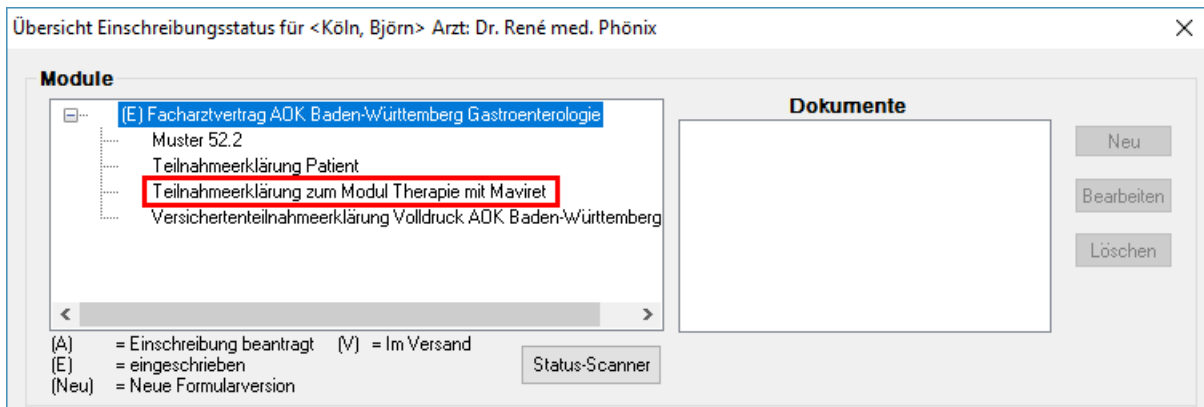 Übersicht Einschreibungsstatus für <Köln, Björn> Arzt: Dr. René med. Phönix
Module
(E) Facharztvertrag AOK Baden-Württemberg Gastroenterologie
Muster 52.2
Teilnahmeerklärung Patient
Teilnahmeerklärung zum Modul Therapie mit Maviret
Versichertenteilnahmeerklärung Volldruck AOK Baden-Württemberg
Dokumente
Neu
Bearbeiten
Löschen
(A) = Einschreibung beantragt (V) = Im Versand
(E) = eingeschrieben
(Neu) = Neue Formularversion
Status-Scanner